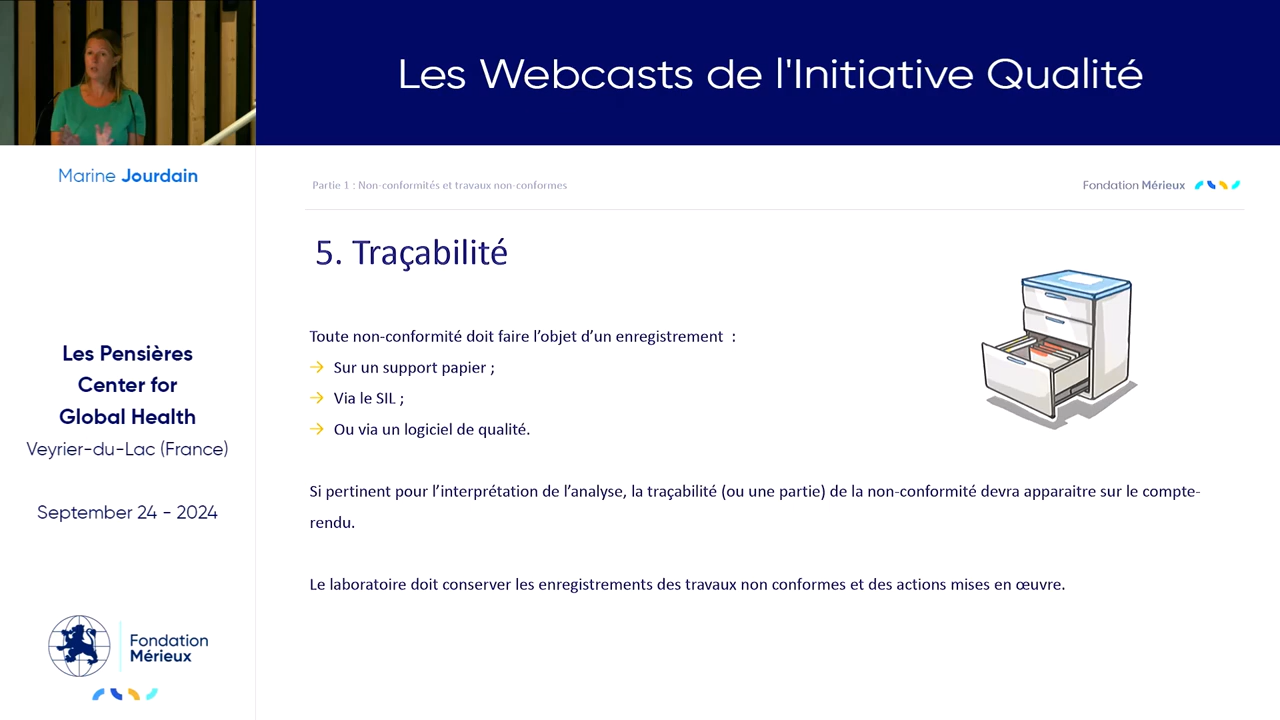 Les Webcasts de l'Initiative Qualité
Marine Jourdain
Partie 1 : Non-conformités et travaux non-conformes
Fondation Mérieux
5. Traçabilité
Toute non-conformité doit faire l’objet d’un enregistrement :
→ Sur un support papier ;
→ Via le SIL ;
→ Ou via un logiciel de qualité.
Si pertinent pour l’interprétation de l’analyse, la traçabilité (ou une partie) de la non-conformité devra apparaitre sur le compte-
rendu.
Le laboratoire doit conserver les enregistrements des travaux non conformes et des actions mises en œuvre.
Les Pensières
Center for
Global Health
Veyrier-du-Lac (France)
September 24 - 2024
Fondation
Mérieux